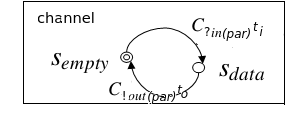 channel
C?in(par) ti
Sempty
Sdata
C!out(par) to